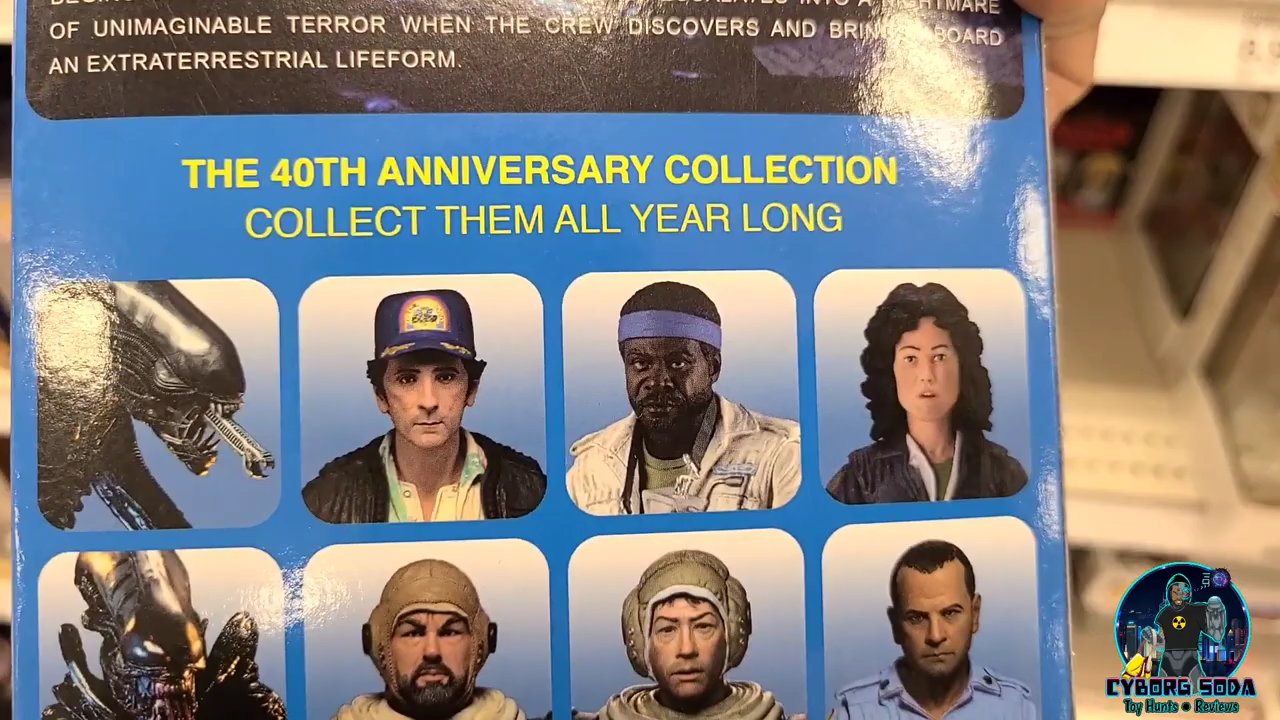 OF UNIMAGINABLE TERROR WHEN THE CREW DISCOVERS AND BRINGS ABOARD
AN EXTRATERRESTRIAL LIFEFORM.
THE 40TH ANNIVERSARY COLLECTION
COLLECT THEM ALL YEAR LONG
CYBORG SODA
Toy Hunts • Reviews